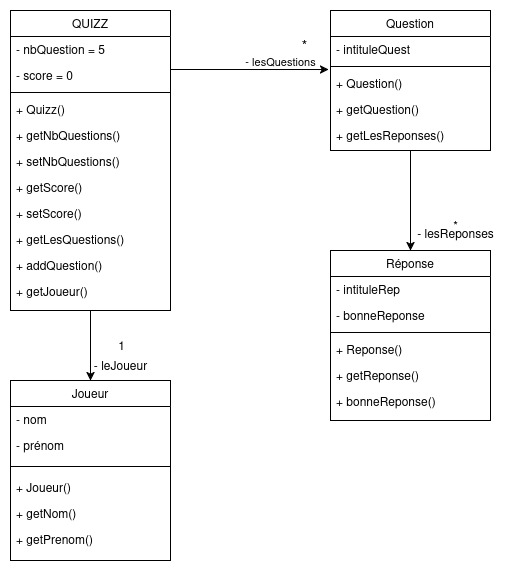 QUIZZ
- nbQuestion = 5
- score = 0
+ Quizz()
+ getNbQuestions()
+ setNbQuestions()
+ getScore()
+ setScore()
+ getLesQuestions()
+ addQuestion()
+ getJoueur()
*
- lesQuestions
Question
- intituleQuest
+ Question()
+ getQuestion()
+ getLesReponses()
*
- lesReponses
Réponse
- intituleRep
- bonneReponse
+ Reponse()
+ getReponse()
+ bonneReponse()
1
- leJoueur
Joueur
- nom
- prénom
+ Joueur()
+ getNom()
+ getPrenom()